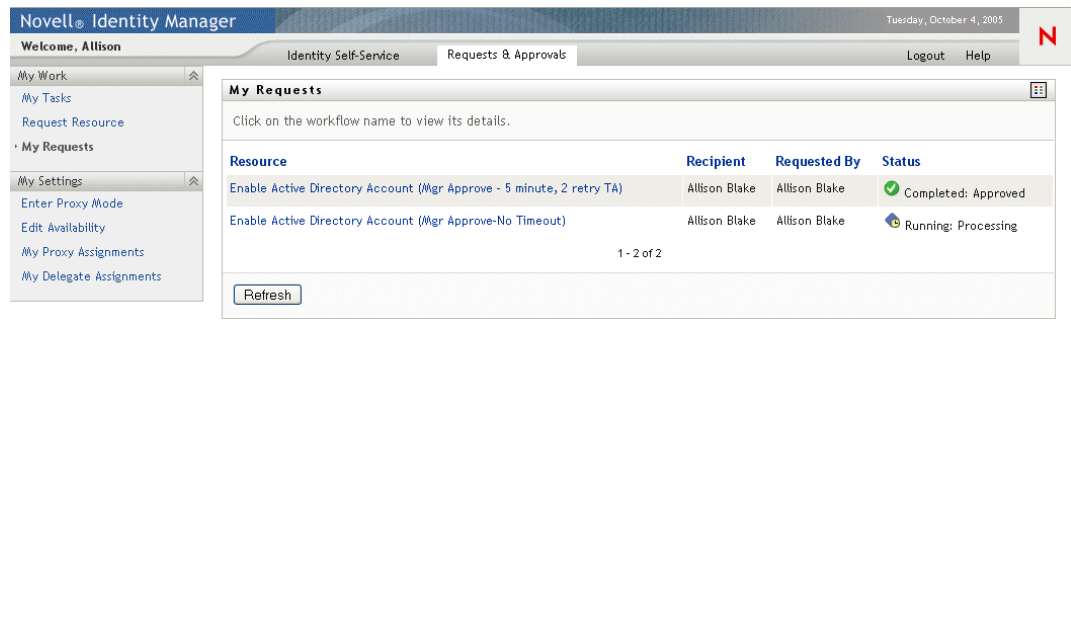 Novell® Identity Manager
Tuesday, October 4, 2005
N
Welcome, Allison
Identity Self-Service
Requests & Approvals
Logout Help
My Work
My Tasks
Request Resource
My Requests
My Settings
Enter Proxy Mode
Edit Availability
My Proxy Assignments
My Delegate Assignments
My Requests
Click on the workflow name to view its details.
Resource Recipient Requested By Status
Enable Active Directory Account (Mgr Approve - 5 minute, 2 retry TA) Allison Blake Allison Blake Completed: Approved
Enable Active Directory Account (Mgr Approve-No Timeout) Allison Blake Allison Blake Running: Processing
1 - 2 of 2
Refresh